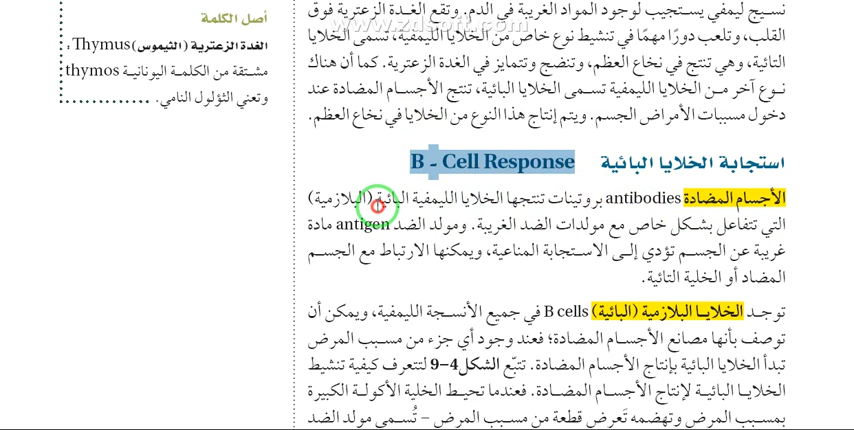 نسيج ليمفي يستجيب لوجود المواد الغريبة في الدم. وتقع الغدة الزعترية فوق
القلب، وتلعب دورًا مهمًا في تنشيط نوع خاص من الخلايا الليمفية، تسمى الخلايا
التائية، وهي تنتج في نخاع العظم، وتنضج وتتمايز في الغدة الزعترية. كما أن هناك
نوع آخر من الخلايا الليمفية تسمى الخلايا البائية، تنتج الأجسام المضادة عند
دخول مسببات الأمراض الجسم. ويتم إنتاج هذا النوع من الخلايا في نخاع العظم.
استجابة الخلايا البائية B - Cell Response
الأجسام المضادة antibodies بروتينات تنتجها الخلايا الليمفية البائية (البلازمية)
التي تتفاعل بشكل خاص مع مولدات الضد الغريبة. ومولد الضد antigen مادة
غريبة عن الجسم تؤدي إلى الاستجابة المناعية، ويمكنها الارتباط مع الجسم
المضاد أو الخلية التائية.
توجد الخلايا البلازمية (البائية) B cells في جميع الأنسجة الليمفية، ويمكن أن
توصف بأنها مصانع الأجسام المضادة؛ فعند وجود أي جزء من مسبب المرض
تبدأ الخلايا البائية بإنتاج الأجسام المضادة. تتبّع الشكل 4-9 لتتعرف كيفية تنشيط
الخلايا البائية لإنتاج الأجسام المضادة. فعندما تحيط الخلية الأكولة الكبيرة
بمسبب المرض وتهضمه تَعرض قطعة من مسبب المرض – تُسمى مولد الضد
أصل الكلمة
الغدة الزعترية (الثيموس) Thymus:
مشتقة من الكلمة اليونانية thymos
وتعني الثؤلول النامي. ..............
www.zdsoft.com